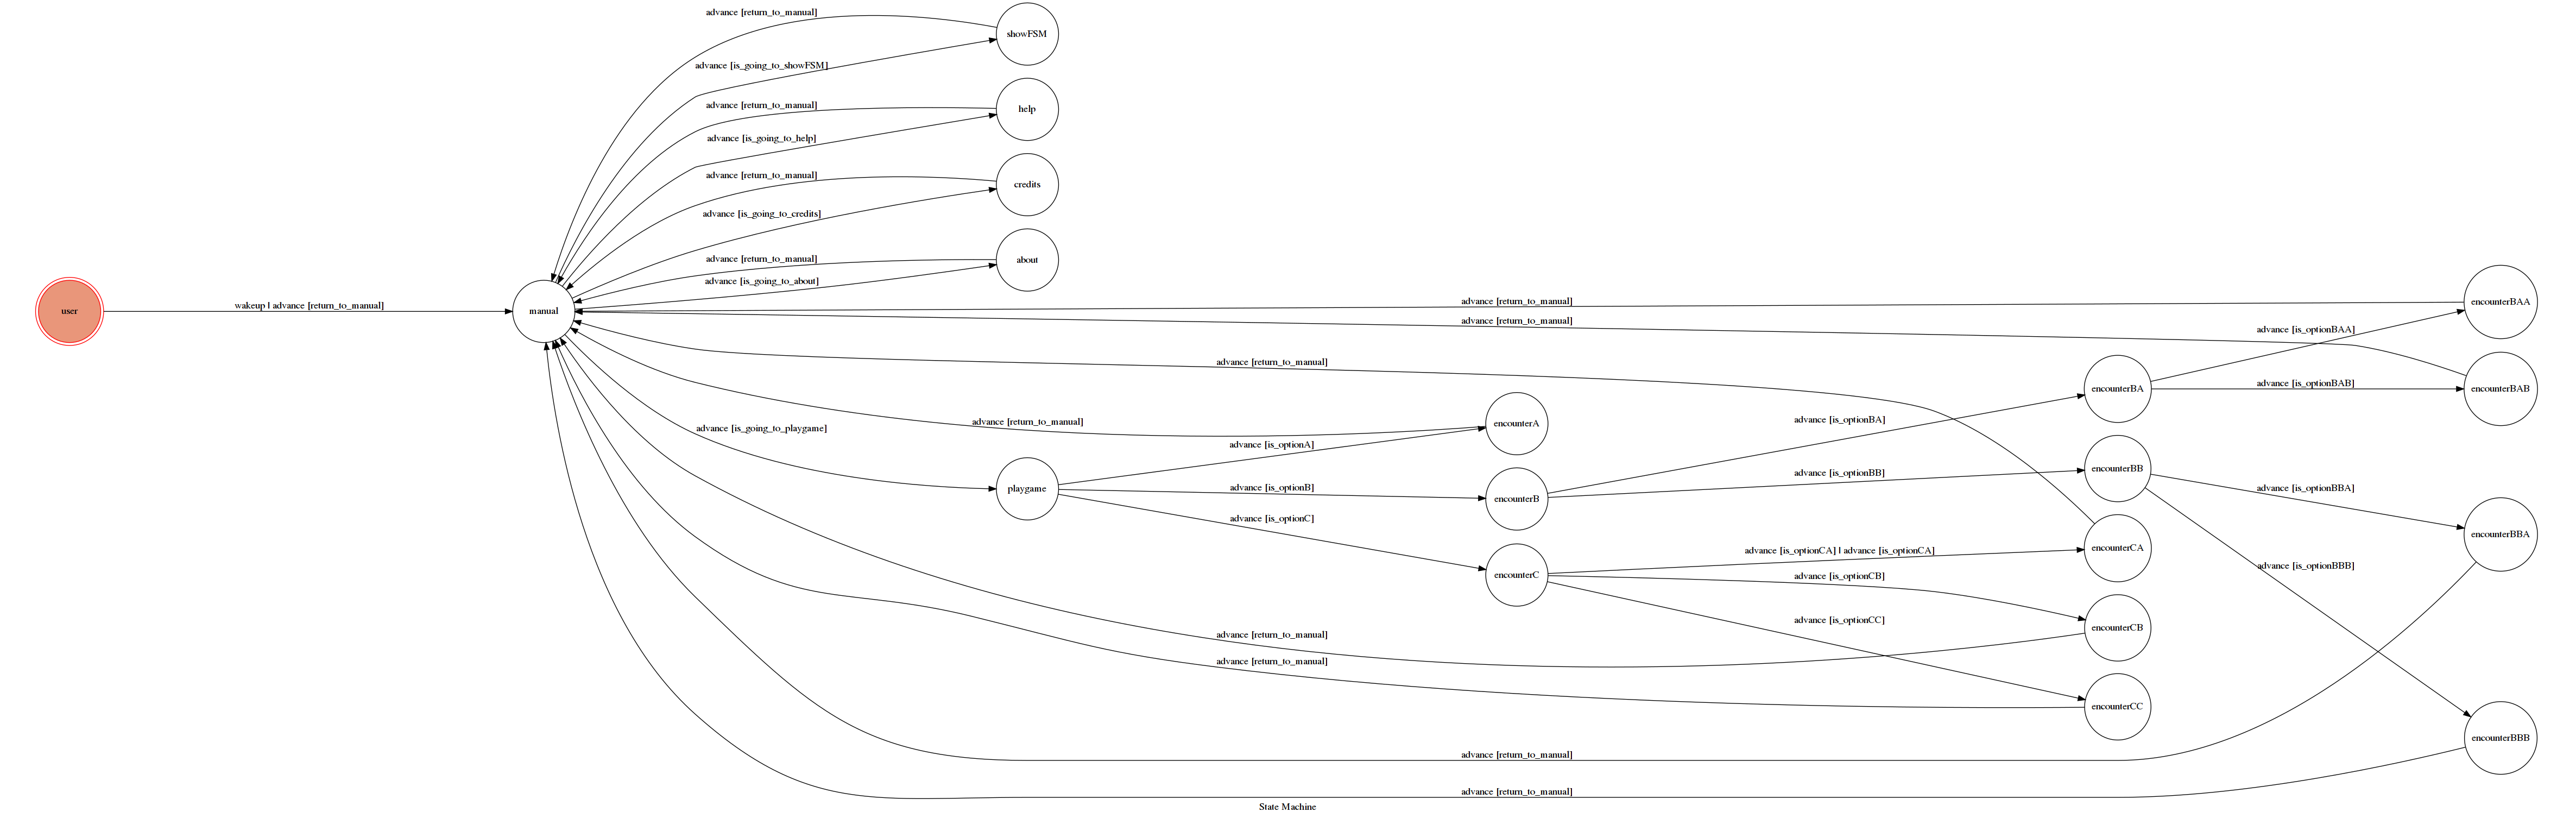 advance [return_to_manual]
showFSM
advance [is_going_to_showFSM]
advance [return_to_manual]
help
advance [is_going_to_help]
advance [return_to_manual]
credits
advance [is_going_to_credits]
advance [return_to_manual]
about
advance [is_going_to_about]
user
wakeup | advance [return_to_manual]
manual
advance [return_to_manual]
encounterBAA
advance [return_to_manual]
advance [is_optionBAA]
advance [return_to_manual]
encounterBA
advance [is_optionBAB]
encounterBAB
advance [return_to_manual]
advance [is_going_to_playgame]
encounterA
advance [is_optionBA]
advance [is_optionA]
playgame
advance [is_optionB]
encounterB
advance [is_optionBB]
encounterBB
advance [is_optionBBA]
advance [is_optionC]
encounterBBA
encounterC
advance [is_optionCA] | advance [is_optionCA]
encounterCA
advance [is_optionBBB]
advance [is_optionCB]
advance [is_optionCC]
encounterCB
advance [return_to_manual]
advance [return_to_manual]
encounterCC
encounterBBB
advance [return_to_manual]
advance [return_to_manual]
State Machine